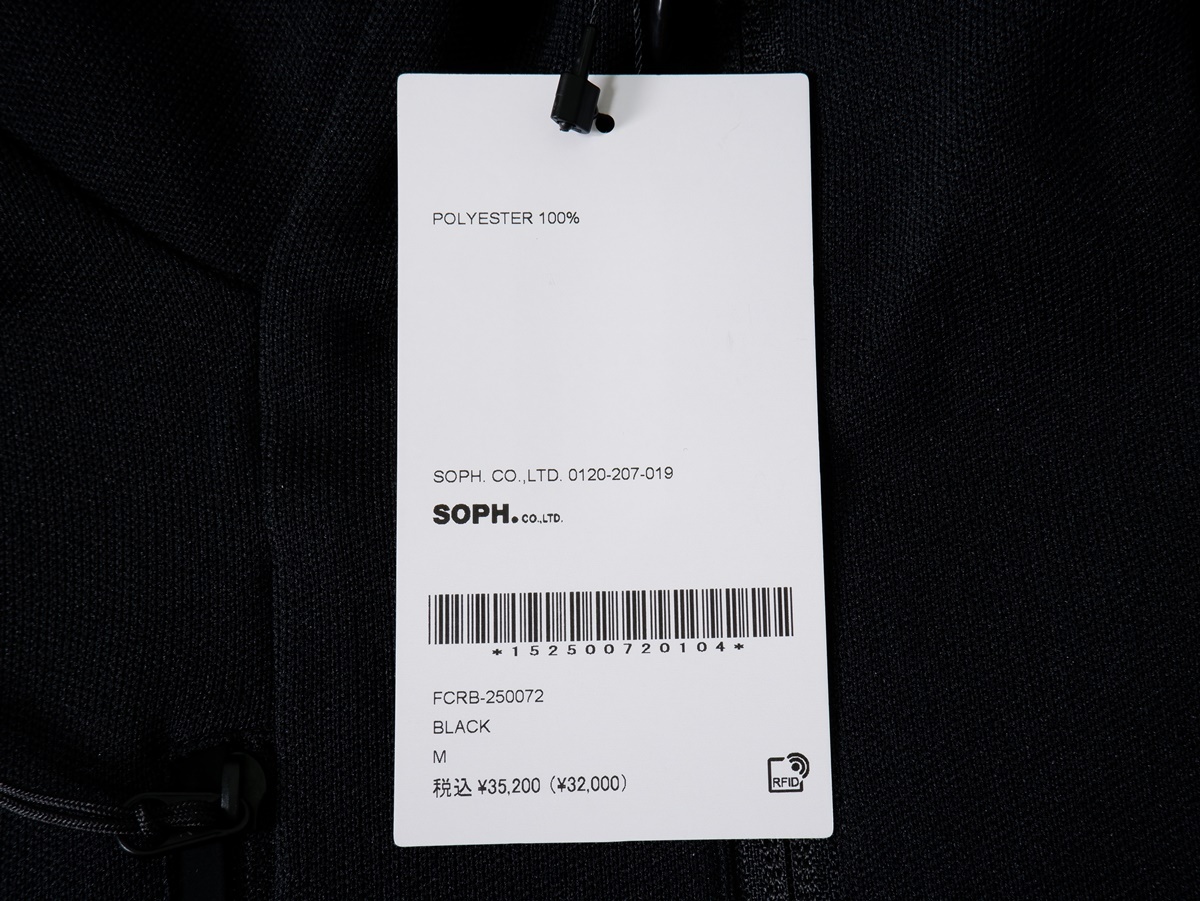 POLYESTER 100%
SOPH. CO.,LTD. 0120-207-019
SOPH. CO.,LTD.
*152500720104*
FCRB-250072
BLACK
M
税込 ¥35,200 (¥32,000)
RFID